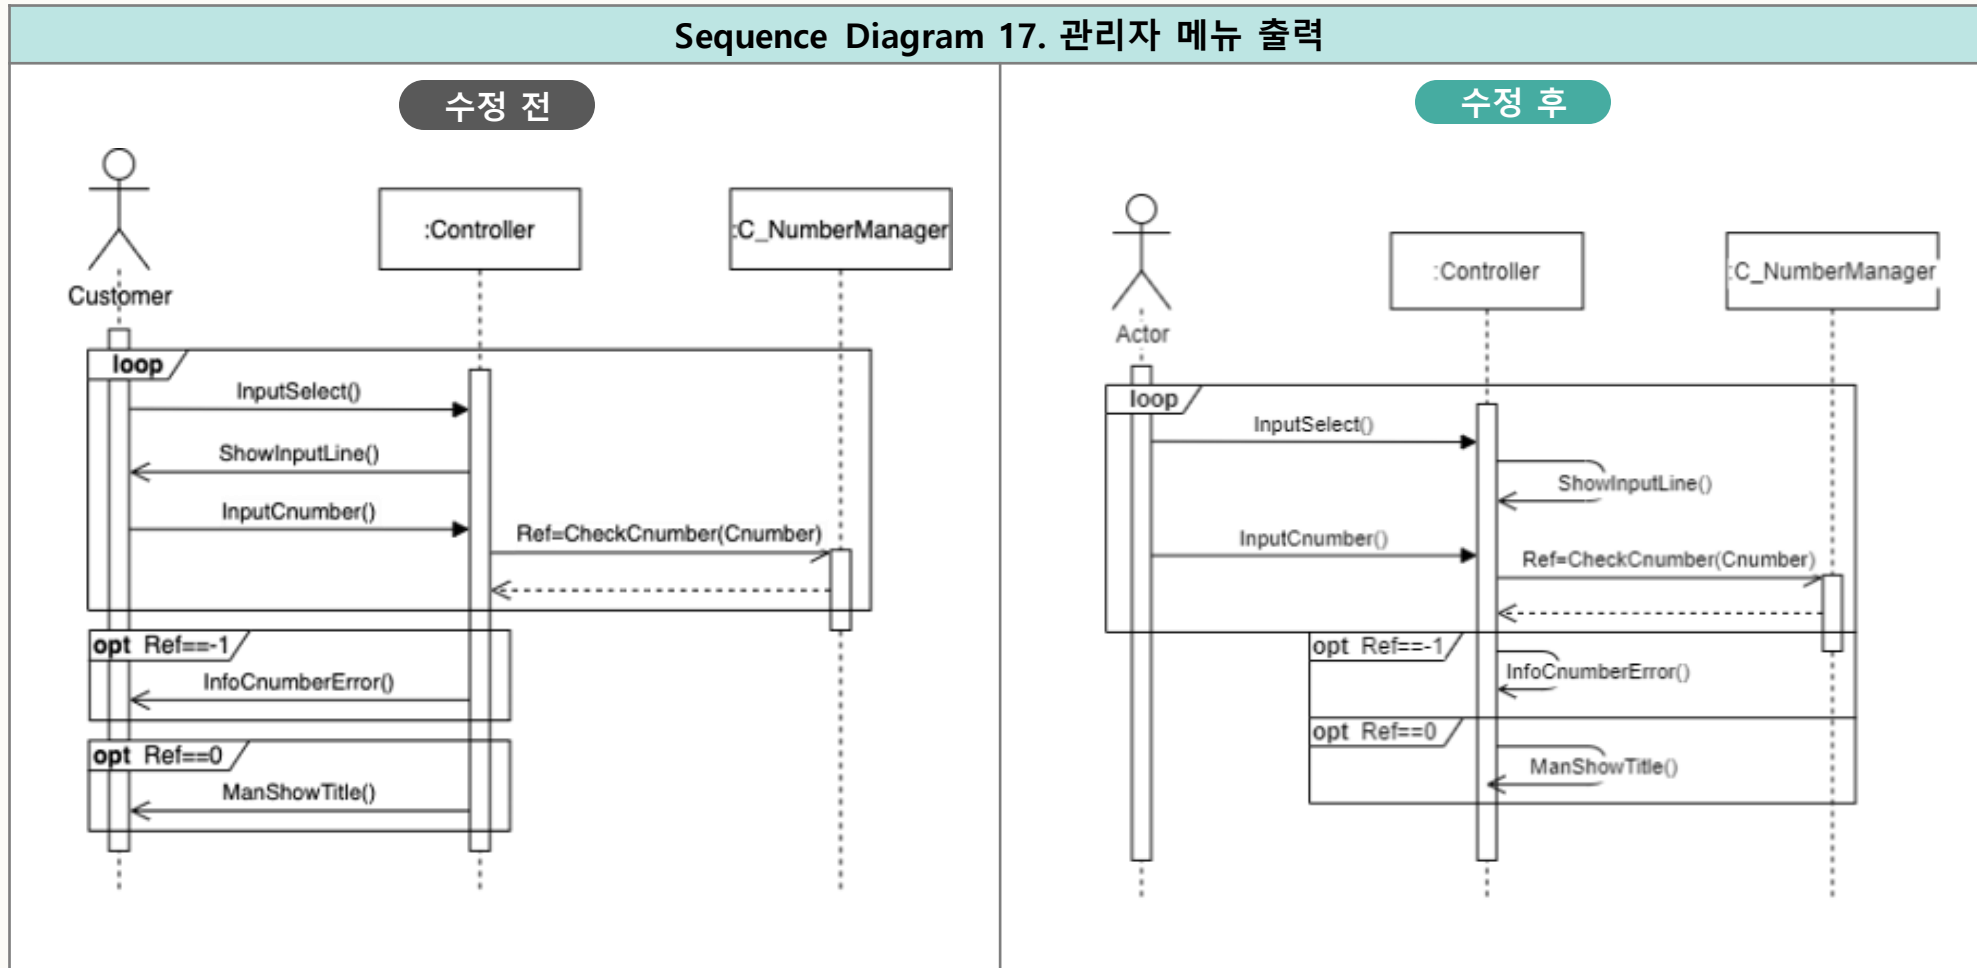 Sequence Diagram 17. 관리자 메뉴 출력
수정 전
Customer
:Controller
:C_NumberManager
loop
InputSelect()
ShowInputLine()
InputCnumber()
Ref=CheckCnumber(Cnumber)
opt Ref==-1
InfoCnumberError()
opt Ref==0
ManShowTitle()
수정 후
Actor
:Controller
:C_NumberManager
loop
InputSelect()
ShowInputLine()
InputCnumber()
Ref=CheckCnumber(Cnumber)
opt Ref==-1
InfoCnumberError()
opt Ref==0
ManShowTitle()